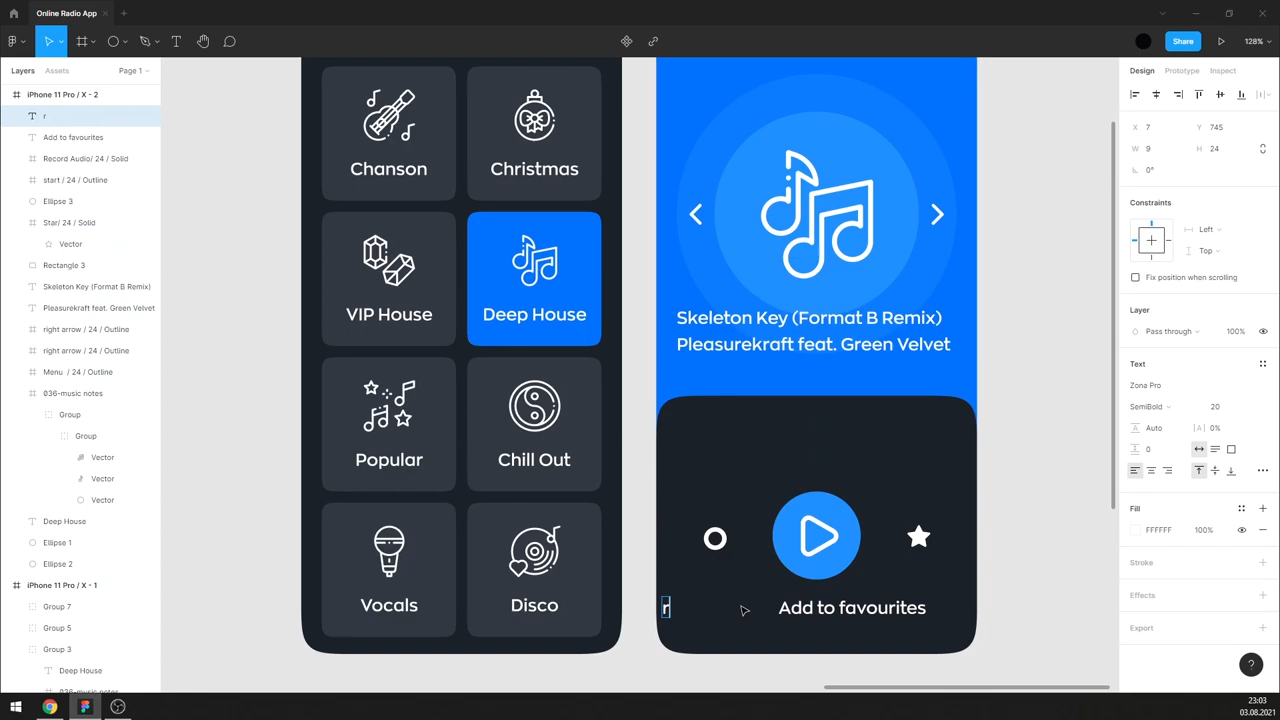 Online Radio App
Share
128%
Layers
Assets
Page 1
iPhone 11 Pro / X - 2
r
Add to favourites
Record Audio/ 24 / Solid
start / 24 / Outline
Ellipse 3
Star/ 24 / Solid
Vector
Rectangle 3
Skeleton Key (Format B Remix)
Pleasurekraft feat. Green Velvet
right arrow / 24 / Outline
right arrow / 24 / Outline
Menu / 24 / Outline
036-music notes
Group
Group
Vector
Vector
Vector
Deep House
Ellipse 1
Ellipse 2
iPhone 11 Pro / X - 1
Group 7
Group 5
Group 3
Deep House
036-music notes
Chanson
Christmas
VIP House
Deep House
Popular
Chill Out
Vocals
Disco
Skeleton Key (Format B Remix)
Pleasurekraft feat. Green Velvet
r
Add to favourites
Design
Prototype
Inspect
X 7 Y 745
W 9 H 24
0°
Constraints
Left
Top
Fix position when scrolling
Layer
Pass through 100%
Text
Zona Pro
SemiBold 20
A Auto |A| 0%
0
Fill
FFFFFF 100%
Stroke
Effects
Export
?
23:03
03.08.2021